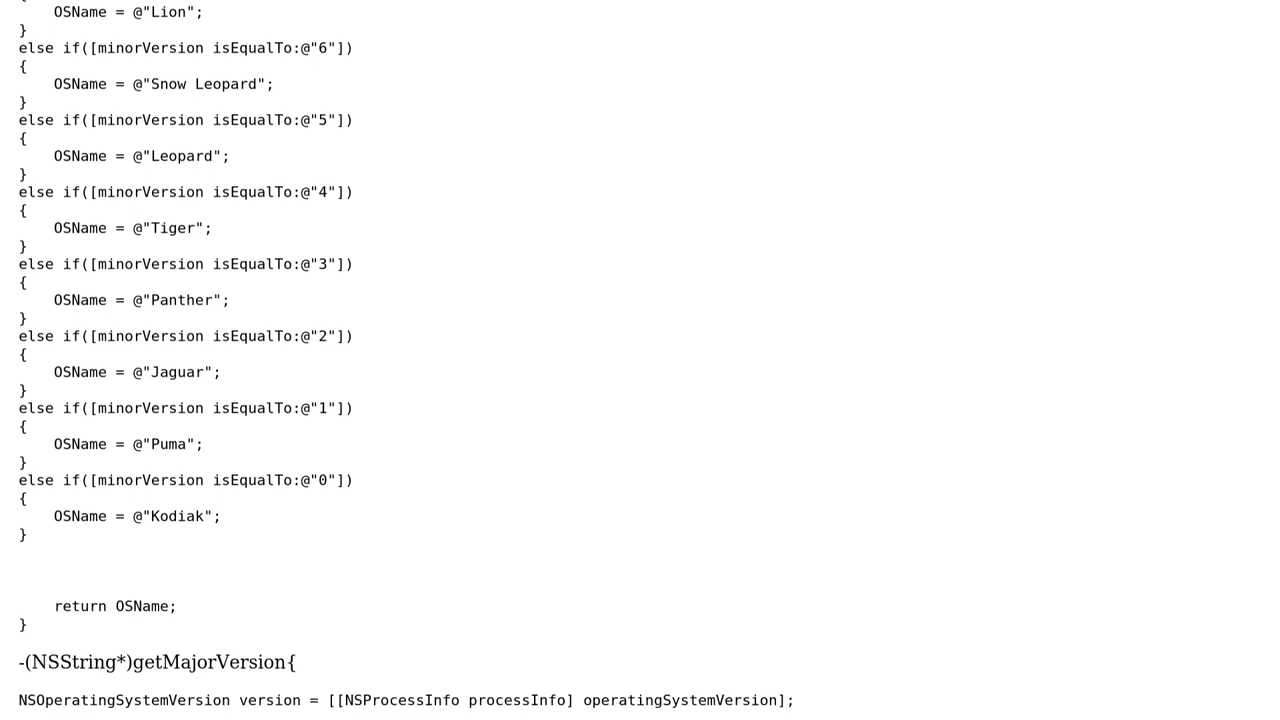 {
    OSName = @"Lion";
}
else if([minorVersion isEqualTo:@"6"])
{
    OSName = @"Snow Leopard";
}
else if([minorVersion isEqualTo:@"5"])
{
    OSName = @"Leopard";
}
else if([minorVersion isEqualTo:@"4"])
{
    OSName = @"Tiger";
}
else if([minorVersion isEqualTo:@"3"])
{
    OSName = @"Panther";
}
else if([minorVersion isEqualTo:@"2"])
{
    OSName = @"Jaguar";
}
else if([minorVersion isEqualTo:@"1"])
{
    OSName = @"Puma";
}
else if([minorVersion isEqualTo:@"0"])
{
    OSName = @"Kodiak";
}
    return OSName;
}
-(NSString*)getMajorVersion{
NSOperatingSystemVersion version = [[NSProcessInfo processInfo] operatingSystemVersion];